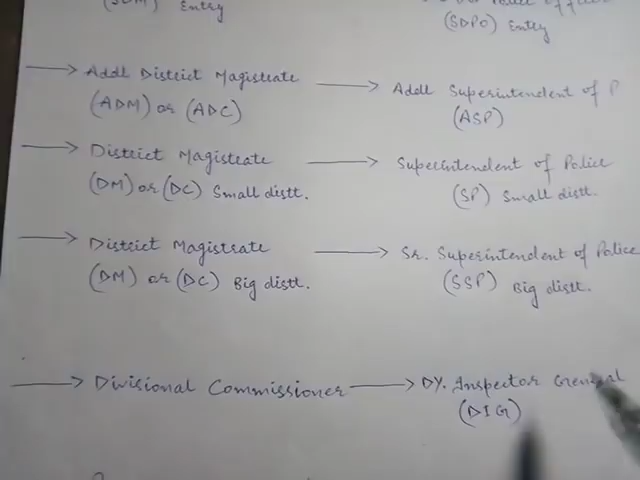 (SDM) Entry
(SDPO) Entry
→ Addl District Magistrate → Addl Superintendent of P
(ADM) or (ADC) (ASP)
→ District Magistrate → Superintendent of Police
(DM) or (DC) Small distt. (SP) Small distt.
→ District Magistrate → Sr. Superintendent of Police
(DM) or (DC) Big distt. (SSP) Big distt.
→ Divisional Commissioner → DY. Inspector General
(DIG)